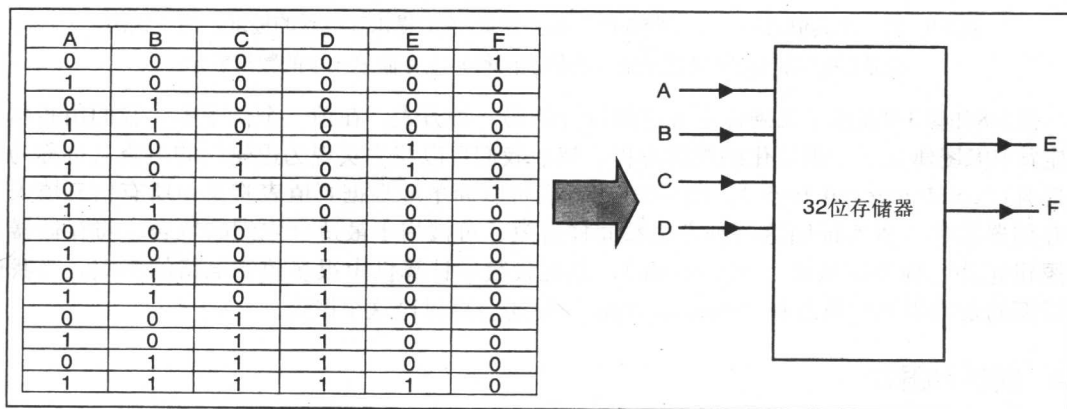 A B C D E F
0 0 0 0 0 1
1 0 0 0 0 0
0 1 0 0 0 0
1 1 0 0 0 0
0 0 1 0 1 0
1 0 1 0 1 0
0 1 1 0 0 1
1 1 1 0 0 0
0 0 0 1 0 0
1 0 0 1 0 0
0 1 0 1 0 0
1 1 0 1 0 0
0 0 1 1 0 0
1 0 1 1 0 0
0 1 1 1 0 0
1 1 1 1 1 0
A
B
C
D
32位存储器
E
F